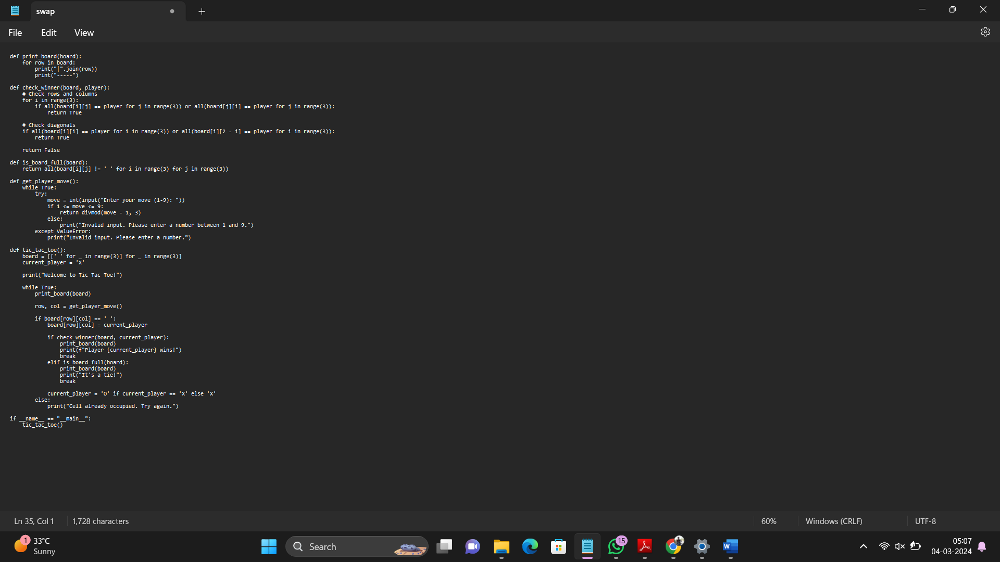 swap
File Edit View
def print_board(board):
    for row in board:
        print("|".join(row))
        print("-----")
def check_winner(board, player):
    # Check rows and columns
    for i in range(3):
        if all(board[i][j] == player for j in range(3)) or all(board[j][i] == player for j in range(3)):
            return True
    # Check diagonals
    if all(board[i][i] == player for i in range(3)) or all(board[i][2 - i] == player for i in range(3)):
        return True
    return False
def is_board_full(board):
    return all(board[i][j] != ' ' for i in range(3) for j in range(3))
def get_player_move():
    while True:
        try:
            move = int(input("Enter your move (1-9): "))
            if 1 <= move <= 9:
                return divmod(move - 1, 3)
            else:
                print("Invalid input. Please enter a number between 1 and 9.")
        except ValueError:
            print("Invalid input. Please enter a number.")
def tic_tac_toe():
    board = [[' ' for _ in range(3)] for _ in range(3)]
    current_player = 'X'
    print("Welcome to Tic Tac Toe!")
    while True:
        print_board(board)
        row, col = get_player_move()
        if board[row][col] == ' ':
            board[row][col] = current_player
            if check_winner(board, current_player):
                print_board(board)
                print(f"Player {current_player} wins!")
                break
            elif is_board_full(board):
                print_board(board)
                print("It's a tie!")
                break
            current_player = 'O' if current_player == 'X' else 'X'
        else:
            print("Cell already occupied. Try again.")
if __name__ == "__main__":
    tic_tac_toe()
Ln 35, Col 1 1,728 characters 60% Windows (CRLF) UTF-8
1 33°C
Sunny
Search
15
W
05:07
04-03-2024